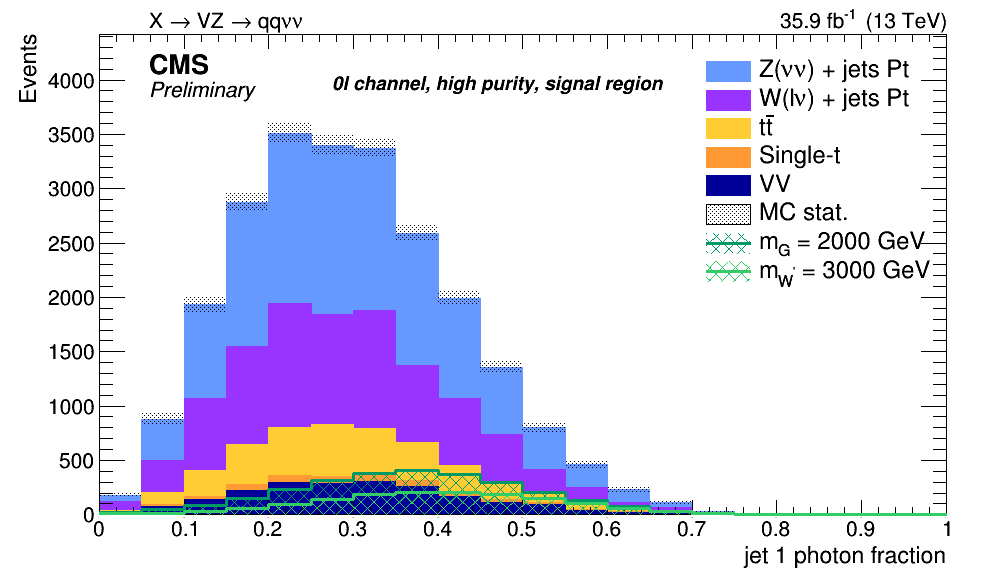 X → VZ → qqνν
35.9 fb⁻¹ (13 TeV)
CMS
Preliminary
0l channel, high purity, signal region
Z(νν) + jets Pt
W(lν) + jets Pt
tt̄
Single-t
VV
MC stat.
m_G = 2000 GeV
m_W' = 3000 GeV
Events
4000
3500
3000
2500
2000
1500
1000
500
0
0 0.1 0.2 0.3 0.4 0.5 0.6 0.7 0.8 0.9 1
jet 1 photon fraction